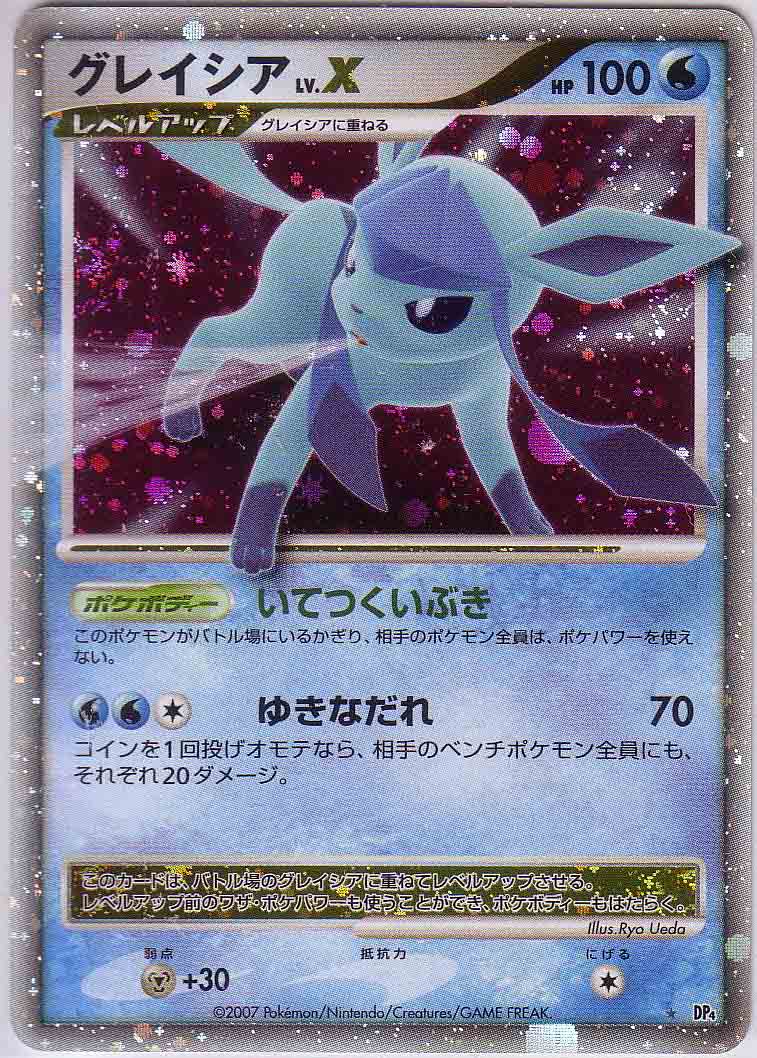 グレイシア LV.X HP 100
レベルアップ グレイシアに重ねる
ポケボディー いてつくいぶき
このポケモンがバトル場にいるかぎり、相手のポケモン全員は、ポケパワーを使え
ない。
ゆきなだれ 70
コインを1回投げオモテなら、相手のベンチポケモン全員にも、
それぞれ20ダメージ。
このカードは、バトル場のグレイシアに重ねてレベルアップさせる。
レベルアップ前のワザ・ポケパワーも使うことができ、ポケボディーもはたらく。
Illus.Ryo Ueda
弱点 抵抗力 にげる
+30
©2007 Pokémon/Nintendo/Creatures/GAME FREAK. ★ DP4